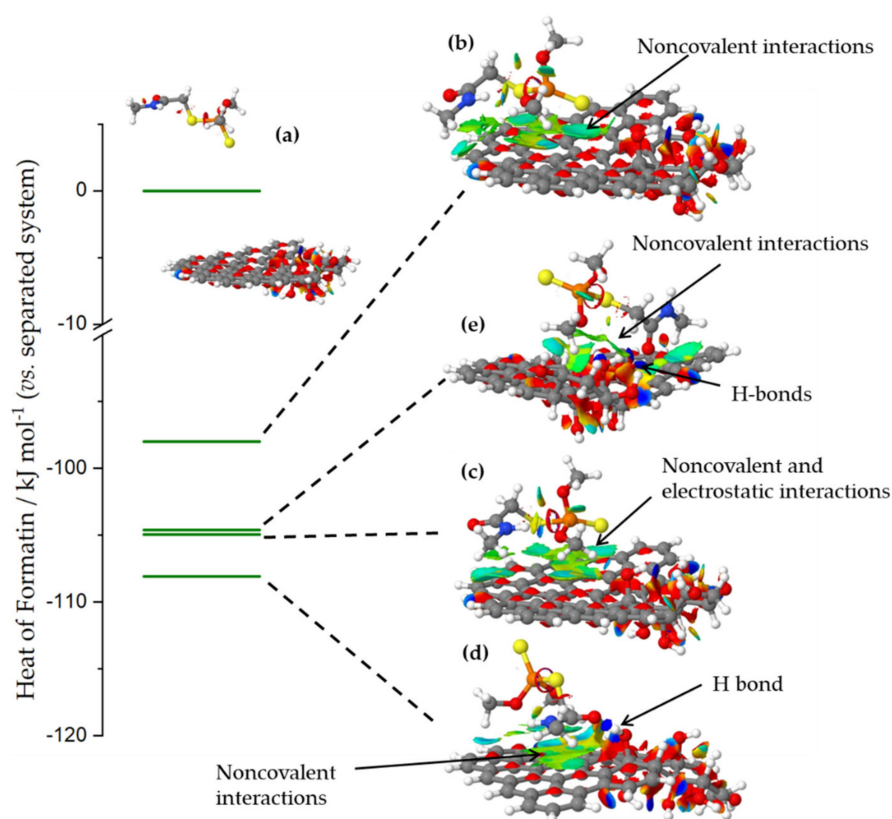 (b)
Noncovalent interactions
(a)
0
Noncovalent interactions
-10
(e)
H-bonds
Heat of Formatin / kJ mol⁻¹ (vs. separated system)
-100
Noncovalent and
electrostatic interactions
(c)
-110
(d)
H bond
-120
Noncovalent
interactions